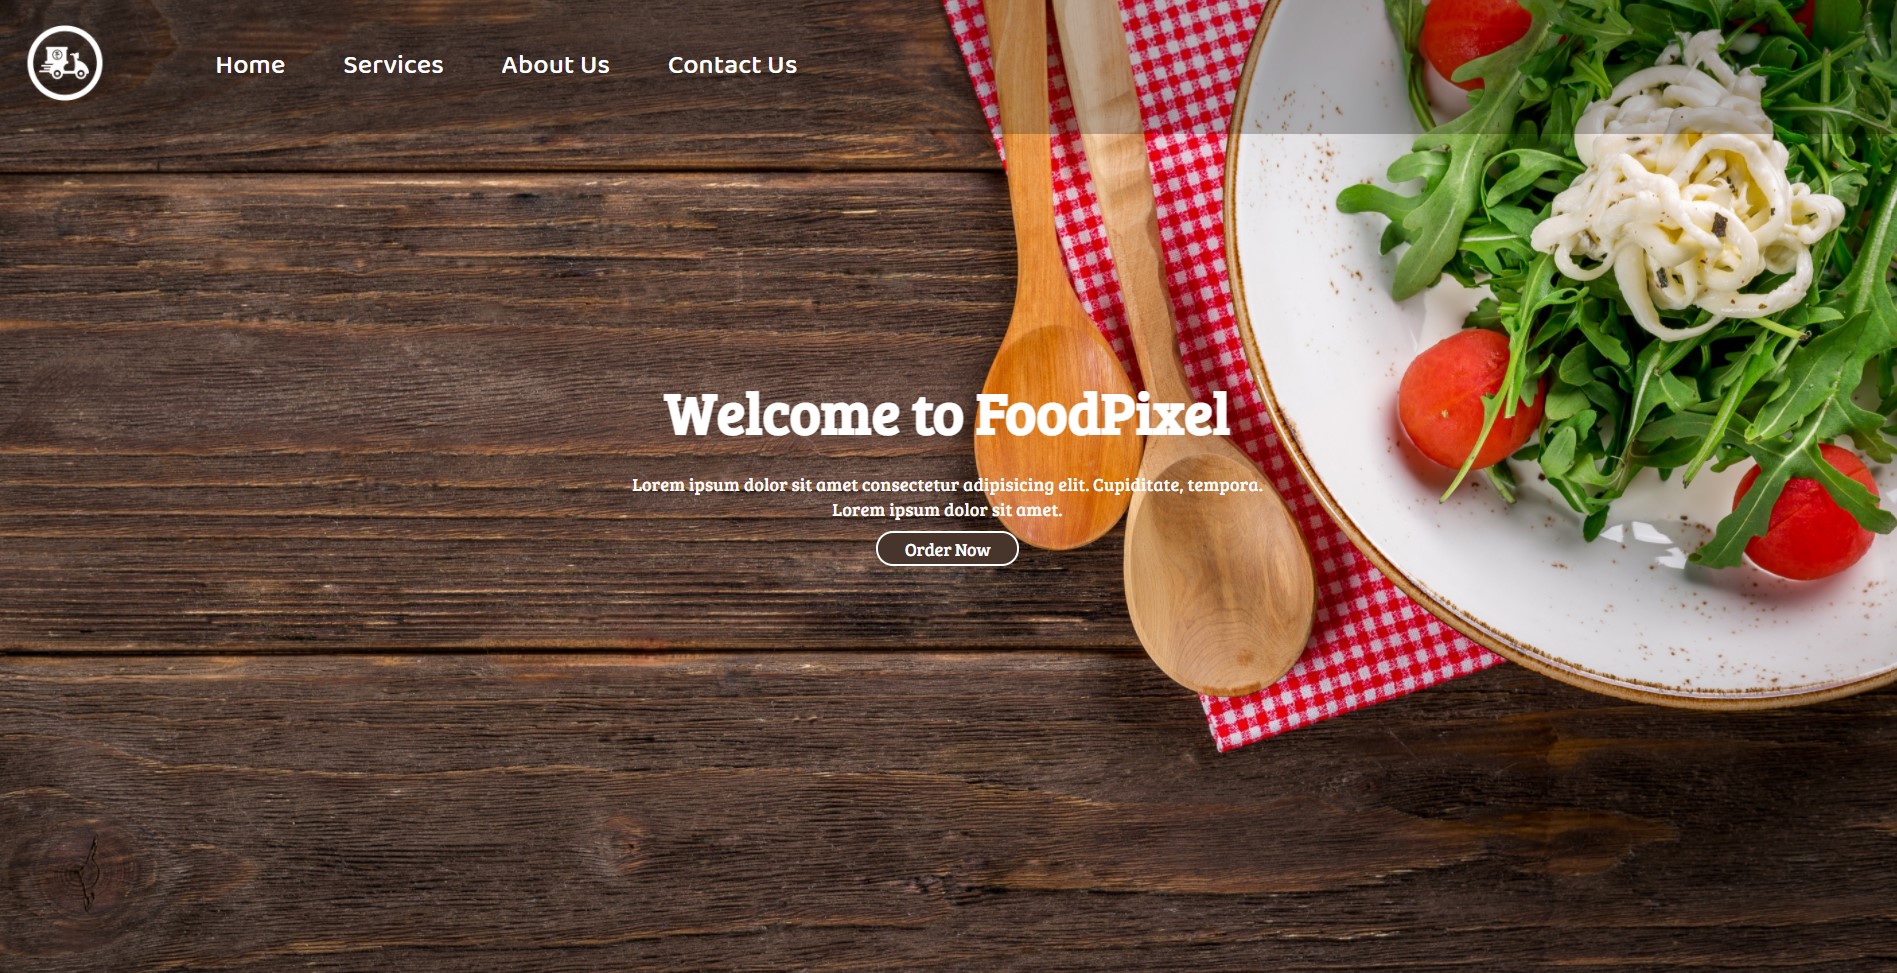 Home Services About Us Contact Us
Welcome to FoodPixel
Lorem ipsum dolor sit amet consectetur adipisicing elit. Cupiditate, tempora.
Lorem ipsum dolor sit amet.
Order Now